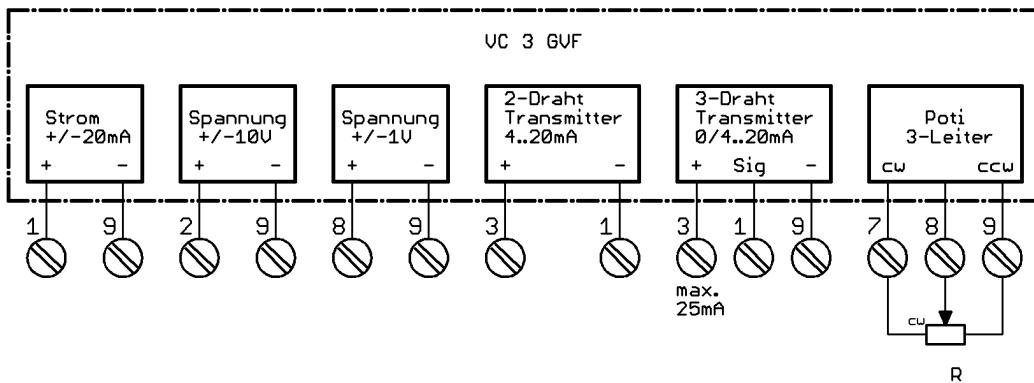 VC 3 GVF
Strom
+/-20mA
+ -
Spannung
+/-10V
+ -
Spannung
+/-1V
+ -
2-Draht
Transmitter
4..20mA
+ -
3-Draht
Transmitter
0/4..20mA
+ Sig -
Poti
3-Leiter
cw ccw
1 9 2 9 8 9 3 1 3 1 9 7 8 9
max.
25mA
cw
R